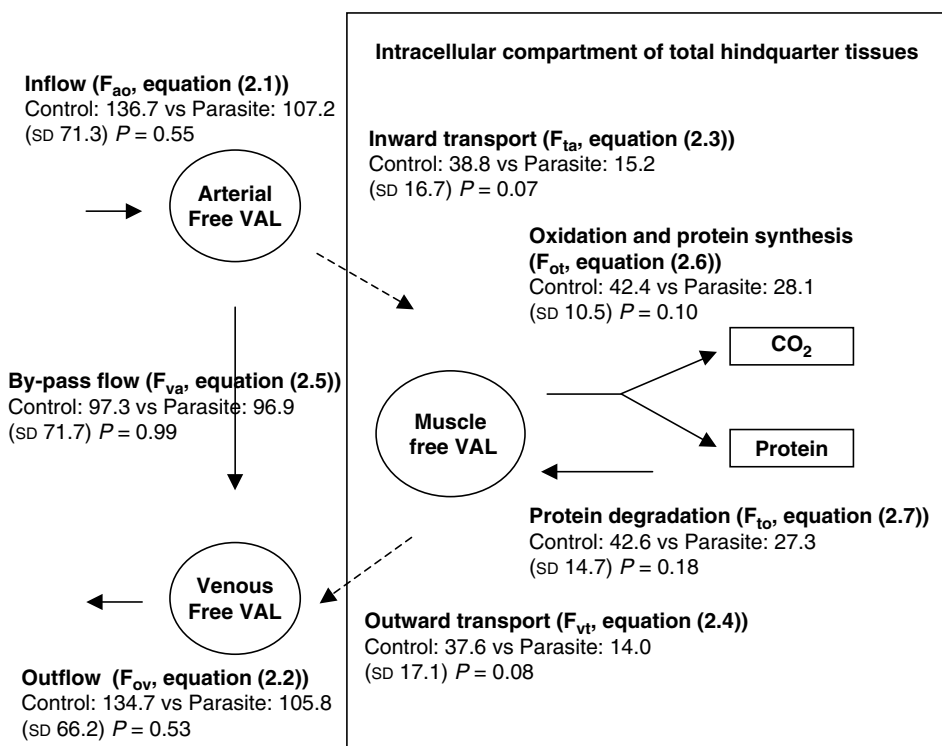 Intracellular compartment of total hindquarter tissues
Inflow (Fao, equation (2.1))
Control: 136.7 vs Parasite: 107.2
(SD 71.3) P = 0.55
Arterial
Free VAL
Inward transport (Fta, equation (2.3))
Control: 38.8 vs Parasite: 15.2
(SD 16.7) P = 0.07
Oxidation and protein synthesis
(Fot, equation (2.6))
Control: 42.4 vs Parasite: 28.1
(SD 10.5) P = 0.10
CO2
Protein
By-pass flow (Fva, equation (2.5))
Control: 97.3 vs Parasite: 96.9
(SD 71.7) P = 0.99
Muscle
free VAL
Protein degradation (Fto, equation (2.7))
Control: 42.6 vs Parasite: 27.3
(SD 14.7) P = 0.18
Venous
Free VAL
Outward transport (Fvt, equation (2.4))
Control: 37.6 vs Parasite: 14.0
(SD 17.1) P = 0.08
Outflow (Fov, equation (2.2))
Control: 134.7 vs Parasite: 105.8
(SD 66.2) P = 0.53